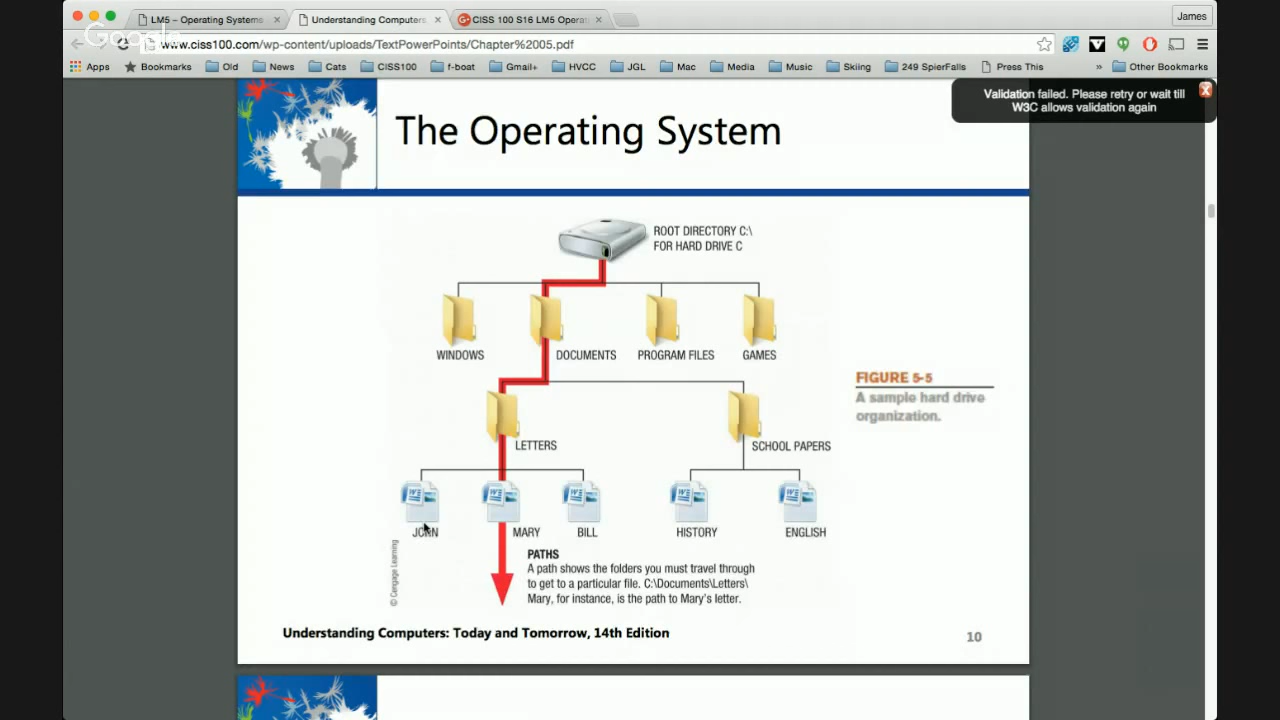 LM5 – Operating Systems
Understanding Computers:
CISS 100 S16 LM5 Opera
James
Google
www.ciss100.com/wp-content/uploads/TextPowerPoints/Chapter%2005.pdf
Apps Bookmarks Old News Cats CISS100 f-boat Gmail+ HVCC JGL Mac Media Music Skiing 249 SpierFalls Press This » Other Bookmarks
Validation failed. Please retry or wait till
W3C allows validation again
The Operating System
ROOT DIRECTORY C:\
FOR HARD DRIVE C
WINDOWS DOCUMENTS PROGRAM FILES GAMES
FIGURE 5-5
A sample hard drive
organization.
LETTERS SCHOOL PAPERS
JOHN MARY BILL HISTORY ENGLISH
PATHS
A path shows the folders you must travel through
to get to a particular file. C:\Documents\Letters\
Mary, for instance, is the path to Mary's letter.
© Cengage Learning
Understanding Computers: Today and Tomorrow, 14th Edition
10